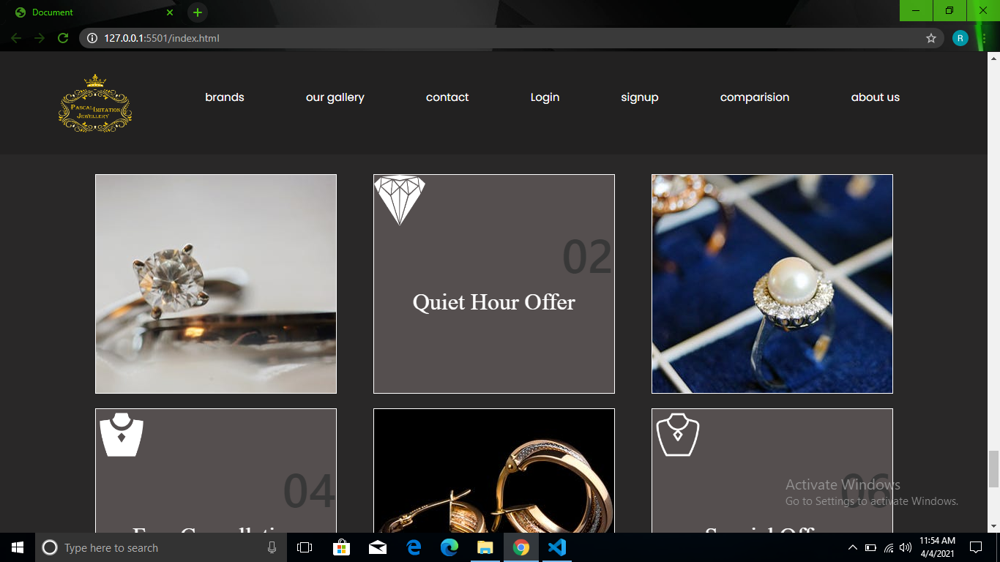 Document
127.0.0.1:5501/index.html
R
PASCAL IMITATION
JEWELLERY
brands our gallery contact Login signup comparision about us
02
Quiet Hour Offer
04
06
Activate Windows
Go to Settings to activate Windows.
Type here to search
11:54 AM
4/4/2021